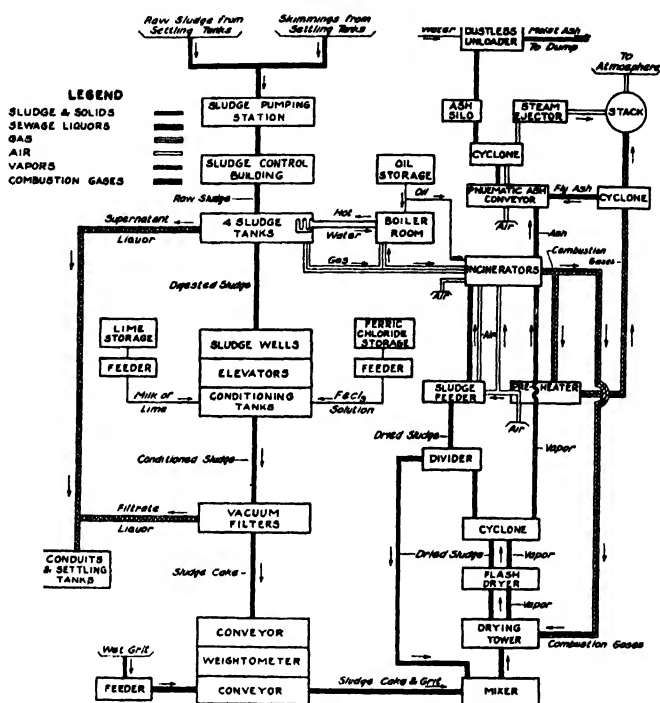 Raw Sludge from
Settling Tanks
Skimmings from
Settling Tanks
Water
DUSTLESS
UNLOADER
Moist Ash
To Dump
To
Atmosphere
LEGEND
SLUDGE & SOLIDS
SEWAGE LIQUORS
GAS
AIR
VAPORS
COMBUSTION GASES
SLUDGE PUMPING
STATION
ASH
SILO
STEAM
EJECTOR
STACK
SLUDGE CONTROL
BUILDING
OIL
STORAGE
CYCLONE
Raw Sludge
Oil
PNEUMATIC ASH
CONVEYOR
Fly Ash
CYCLONE
Supernatant
Liquor
4 SLUDGE
TANKS
Hot
Water
BOILER
ROOM
Air
Ash
Gas
INCINERATORS
Combustion
Gases
Digested Sludge
Air
LIME
STORAGE
FERRIC
CHLORIDE
STORAGE
SLUDGE WELLS
Air
FEEDER
ELEVATORS
FEEDER
Milk of
Lime
CONDITIONING
TANKS
FeCl3
Solution
SLUDGE
FEEDER
PRE-HEATER
Air
Dried Sludge
DIVIDER
Vapor
Conditioned Sludge
Filtrate
Liquor
VACUUM
FILTERS
CYCLONE
CONDUITS
& SETTLING
TANKS
Dried Sludge
Vapor
Sludge Cake
FLASH
DRYER
Vapor
CONVEYOR
DRYING
TOWER
Combustion Gases
Wet Grit
WEIGHTOMETER
FEEDER
CONVEYOR
Sludge Cake & Grit
MIXER